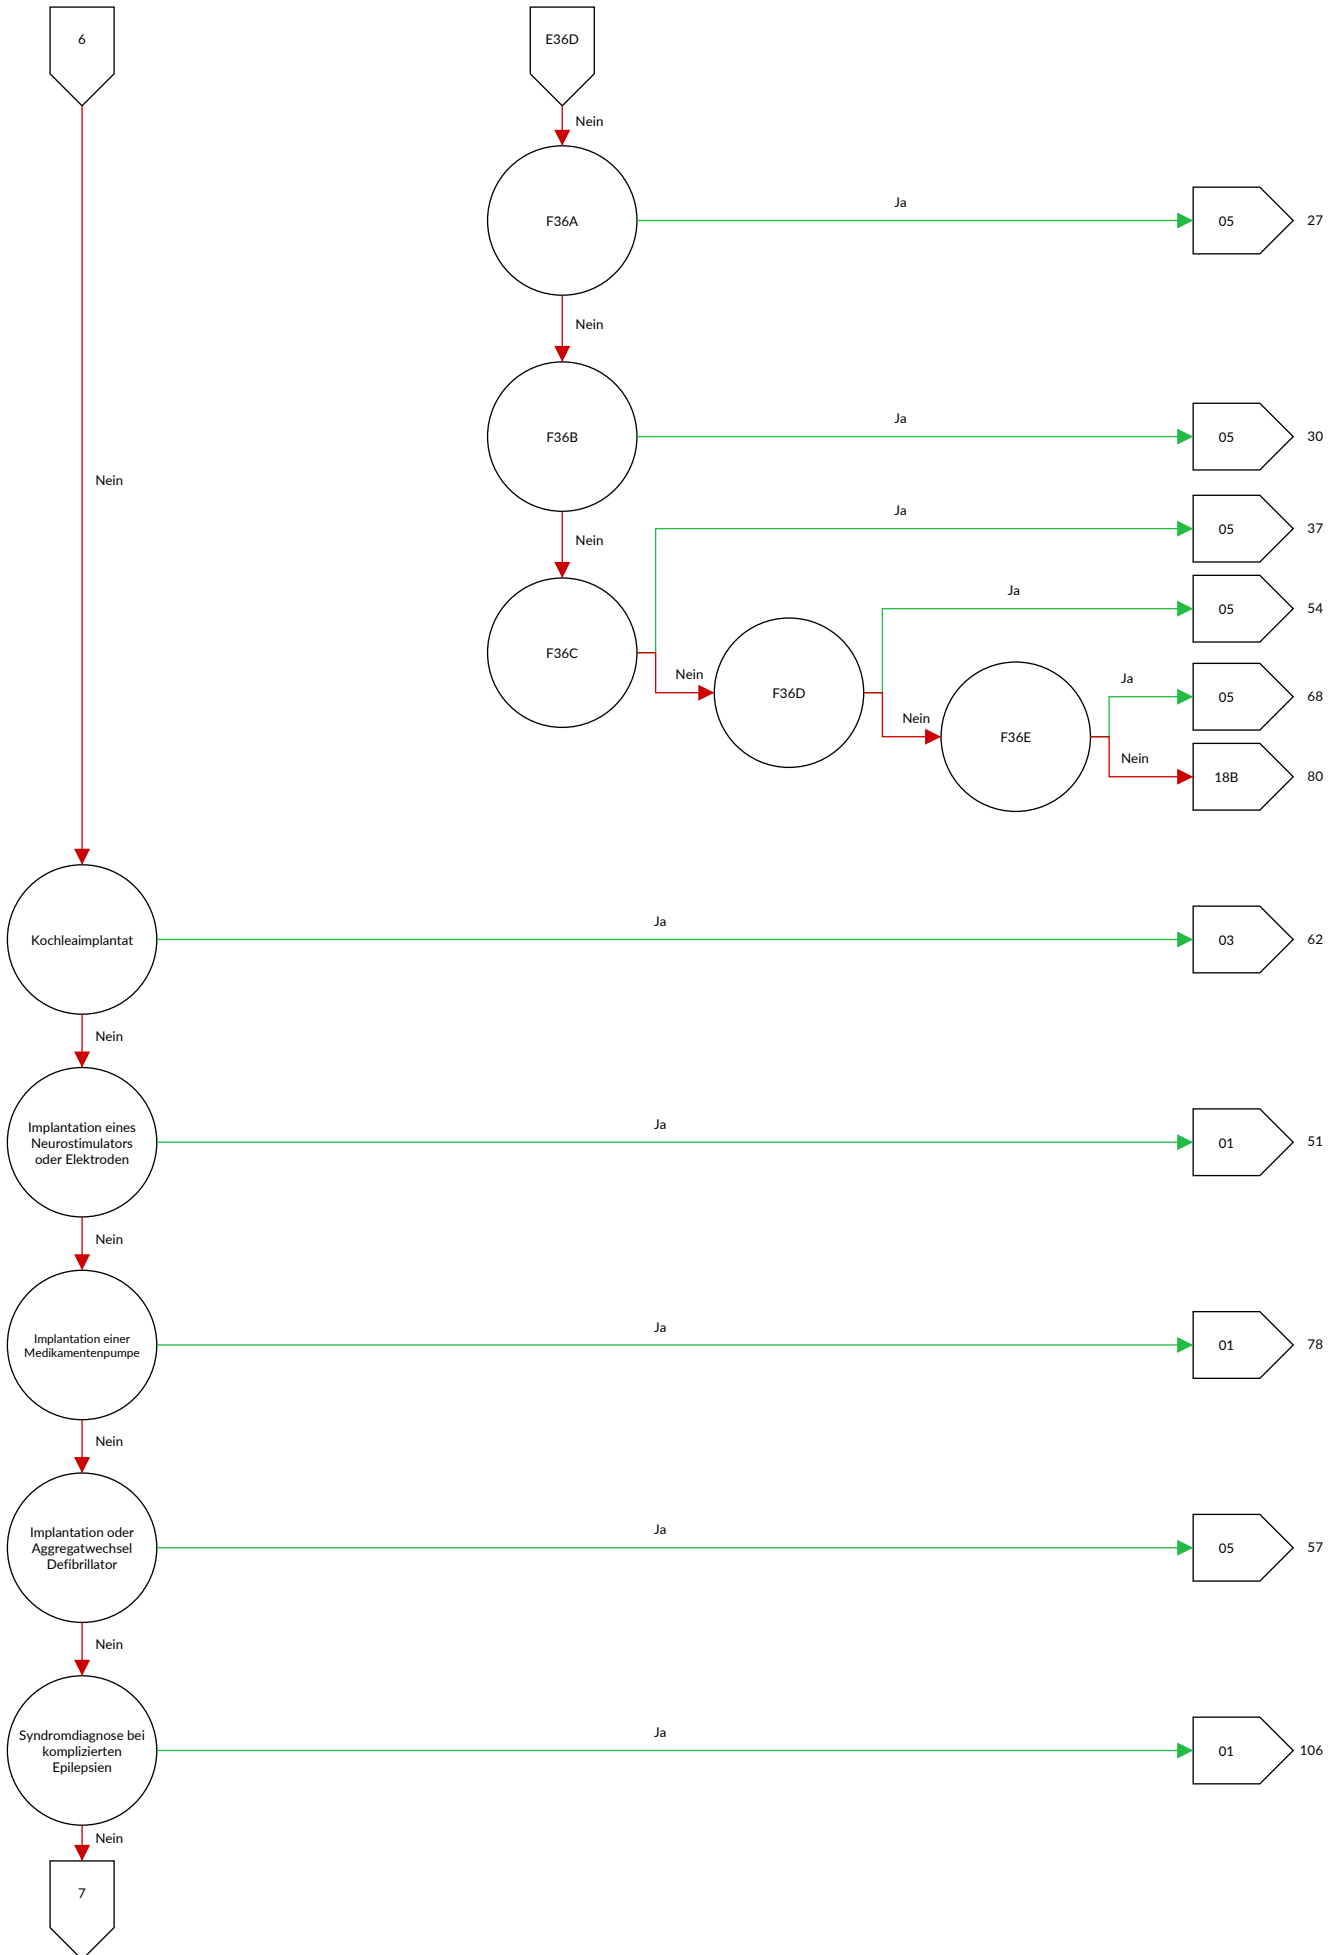 6
E36D
Nein
F36A
Ja
05
27
Nein
F36B
Ja
05
30
Nein
Nein
Ja
05
37
F36C
Ja
05
54
Nein
F36D
Ja
05
68
Nein
F36E
Nein
18B
80
Kochleaimplantat
Ja
03
62
Nein
Implantation eines
Neurostimulators
oder Elektroden
Ja
01
51
Nein
Implantation einer
Medikamentenpumpe
Ja
01
78
Nein
Implantation oder
Aggregatwechsel
Defibrillator
Ja
05
57
Nein
Syndromdiagnose bei
komplizierten
Epilepsien
Ja
01
106
Nein
7